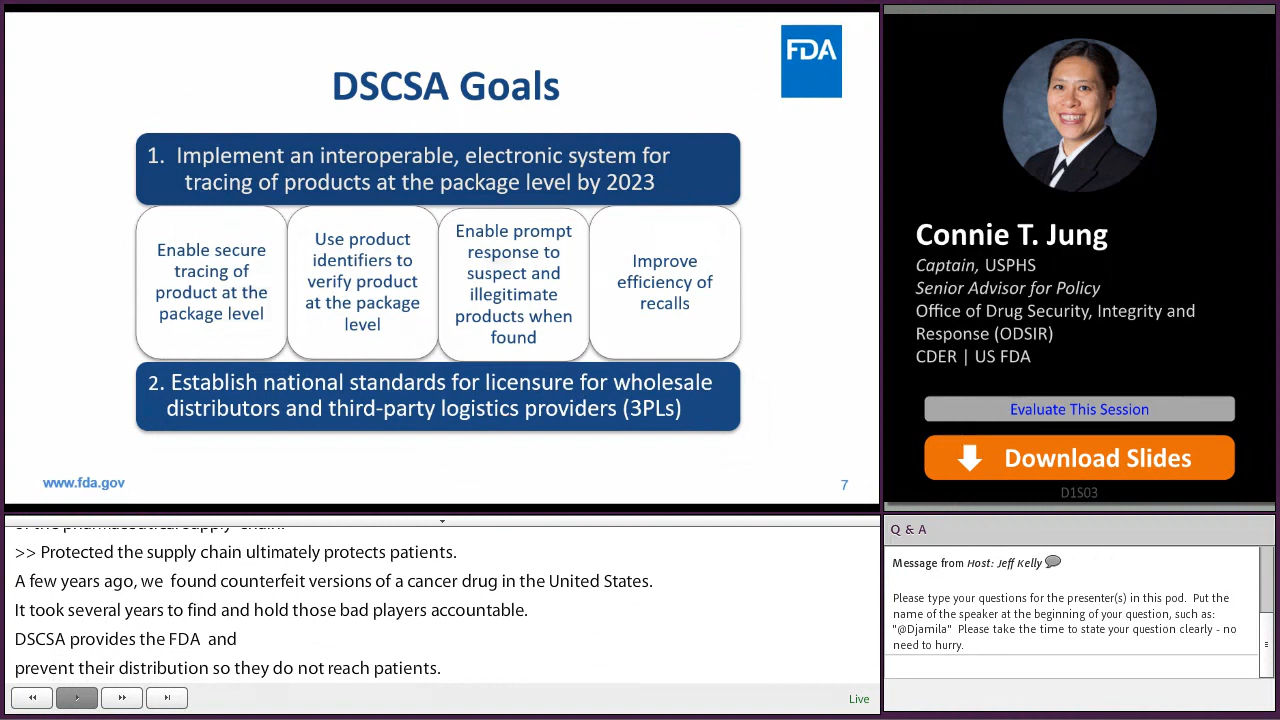 FDA
DSCSA Goals
1. Implement an interoperable, electronic system for
tracing of products at the package level by 2023
Enable secure
tracing of
product at the
package level
Use product
identifiers to
verify product
at the package
level
Enable prompt
response to
suspect and
illegitimate
products when
found
Improve
efficiency of
recalls
2. Establish national standards for licensure for wholesale
distributors and third-party logistics providers (3PLs)
www.fda.gov
7
Connie T. Jung
Captain, USPHS
Senior Advisor for Policy
Office of Drug Security, Integrity and
Response (ODSIR)
CDER | US FDA
Evaluate This Session
Download Slides
D1S03
>> Protected the supply chain ultimately protects patients.
A few years ago, we found counterfeit versions of a cancer drug in the United States.
It took several years to find and hold those bad players accountable.
DSCSA provides the FDA and
prevent their distribution so they do not reach patients.
Live
Q & A
Message from Host: Jeff Kelly
Please type your questions for the presenter(s) in this pod. Put the
name of the speaker at the beginning of your question, such as:
"@Djamila" Please take the time to state your question clearly - no
need to hurry.